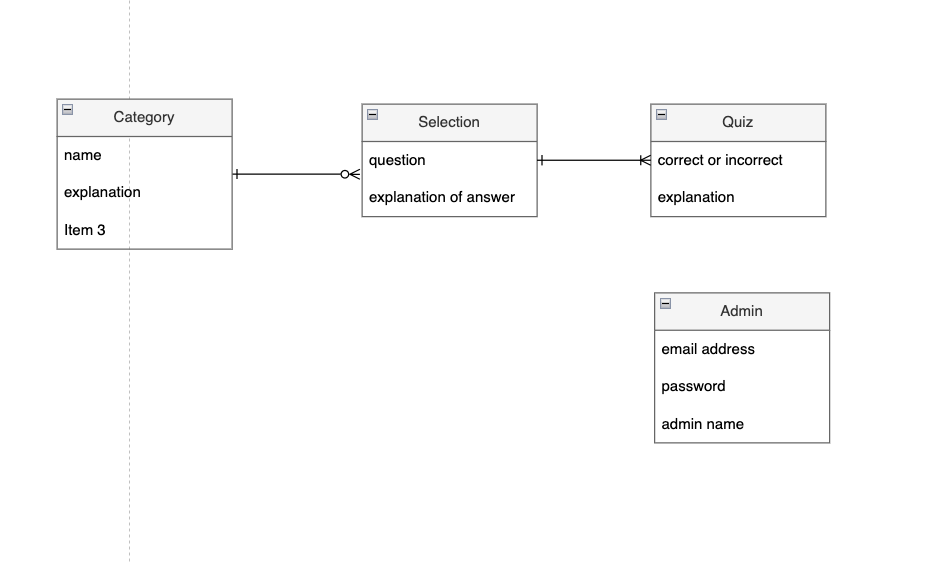 Category
name
explanation
Item 3
Selection
question
explanation of answer
Quiz
correct or incorrect
explanation
Admin
email address
password
admin name